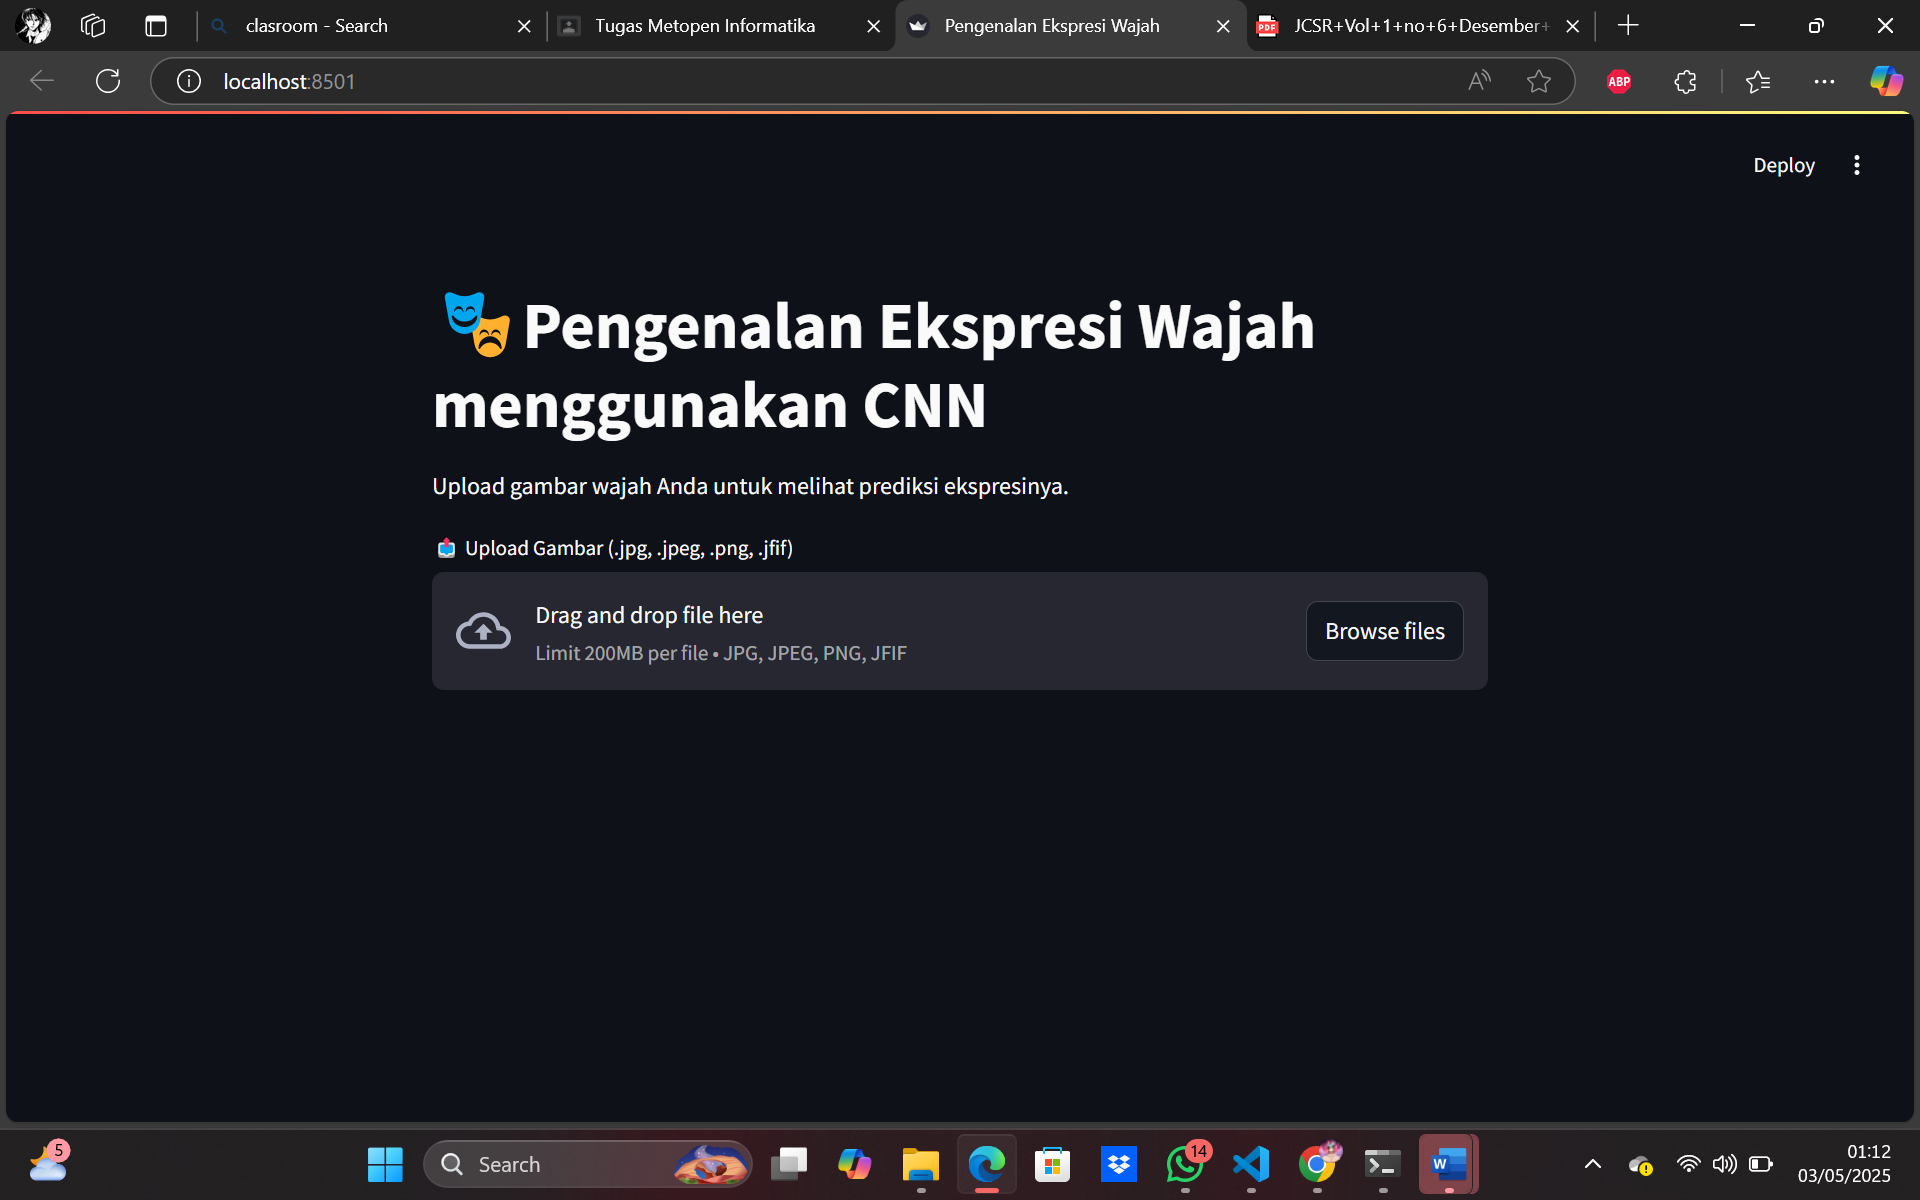 clasroom - Search
Tugas Metopen Informatika
Pengenalan Ekspresi Wajah
JCSR+Vol+1+no+6+Desember+
localhost:8501
ABP
Deploy
Pengenalan Ekspresi Wajah
menggunakan CNN
Upload gambar wajah Anda untuk melihat prediksi ekspresinya.
Upload Gambar (.jpg, .jpeg, .png, .jfif)
Drag and drop file here
Limit 200MB per file • JPG, JPEG, PNG, JFIF
Browse files
5
Search
14
W
01:12
03/05/2025